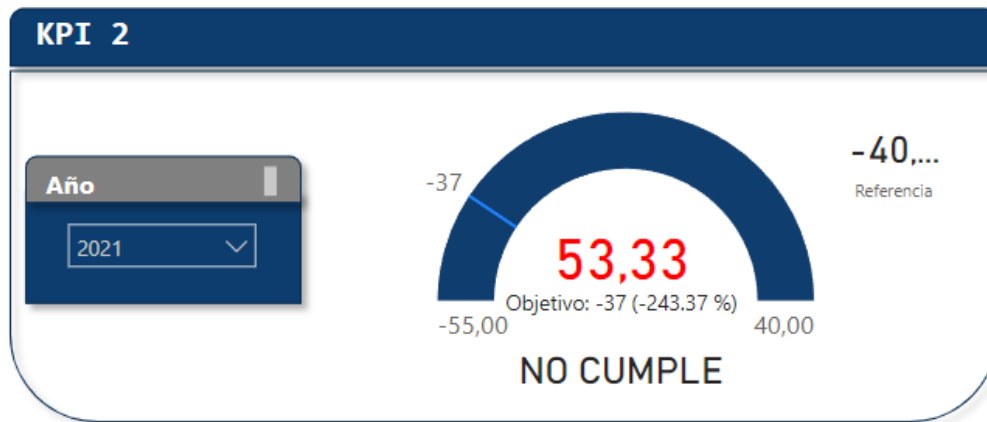 KPI 2
Año
2021
-37
53,33
Objetivo: -37 (-243.37 %)
-55,00
40,00
NO CUMPLE
-40,...
Referencia